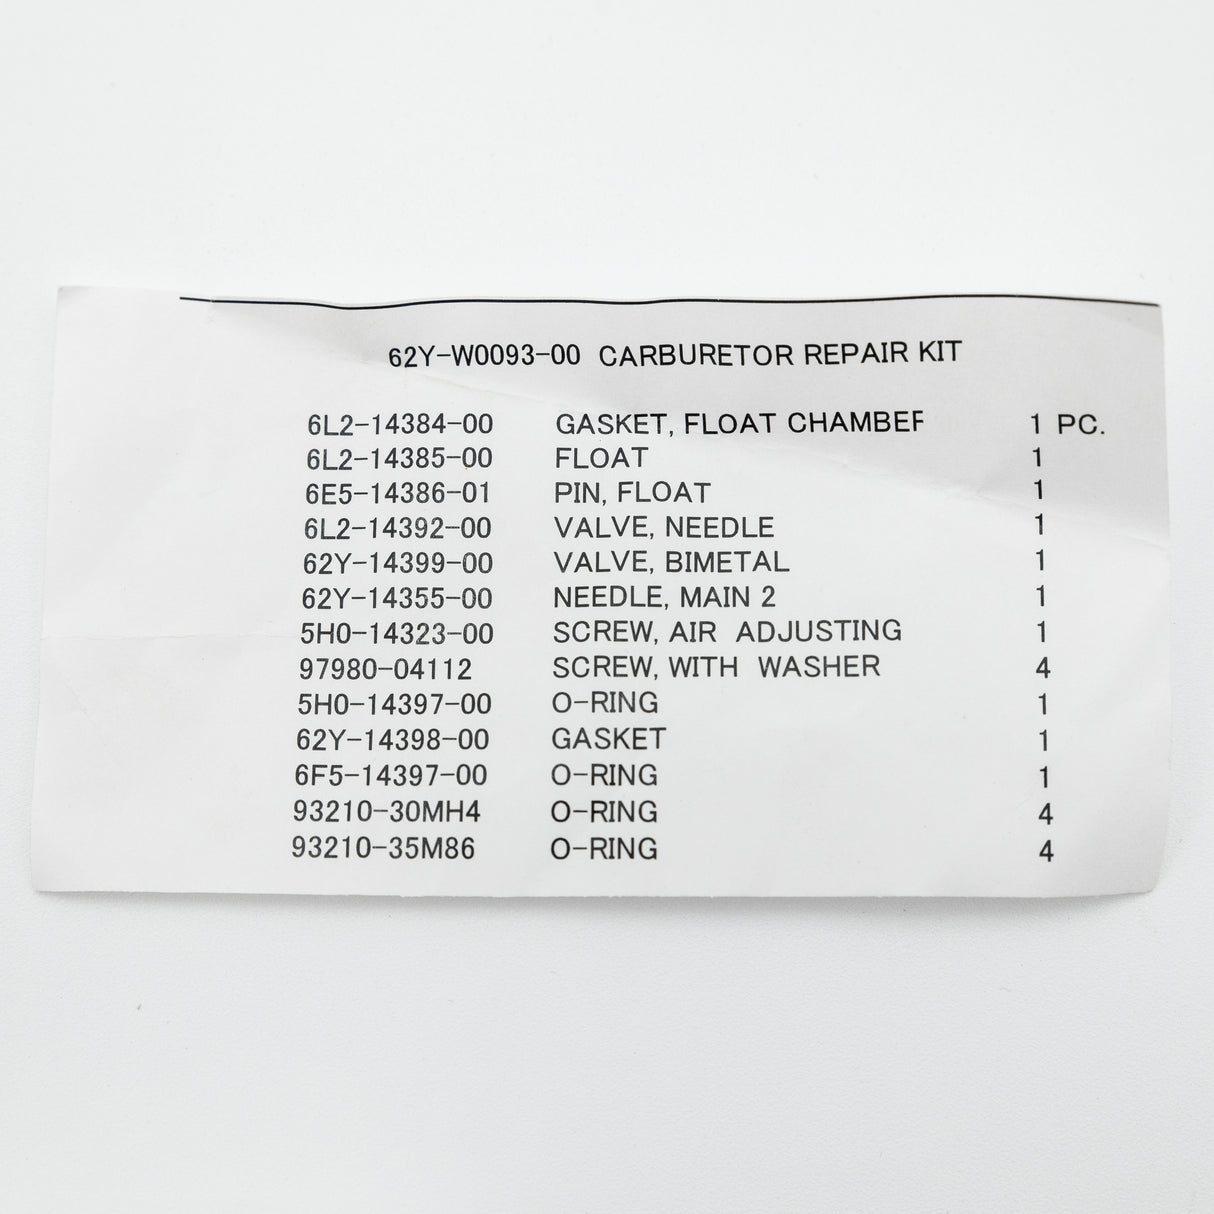 62Y-W0093-00 CARBURETOR REPAIR KIT
6L2-14384-00 GASKET, FLOAT CHAMBER 1 PC.
6L2-14385-00 FLOAT 1
6E5-14386-01 PIN, FLOAT 1
6L2-14392-00 VALVE, NEEDLE 1
62Y-14399-00 VALVE, BIMETAL 1
62Y-14355-00 NEEDLE, MAIN 2 1
5H0-14323-00 SCREW, AIR ADJUSTING 1
97980-04112 SCREW, WITH WASHER 4
5H0-14397-00 O-RING 1
62Y-14398-00 GASKET 1
6F5-14397-00 O-RING 1
93210-30MH4 O-RING 4
93210-35M86 O-RING 4